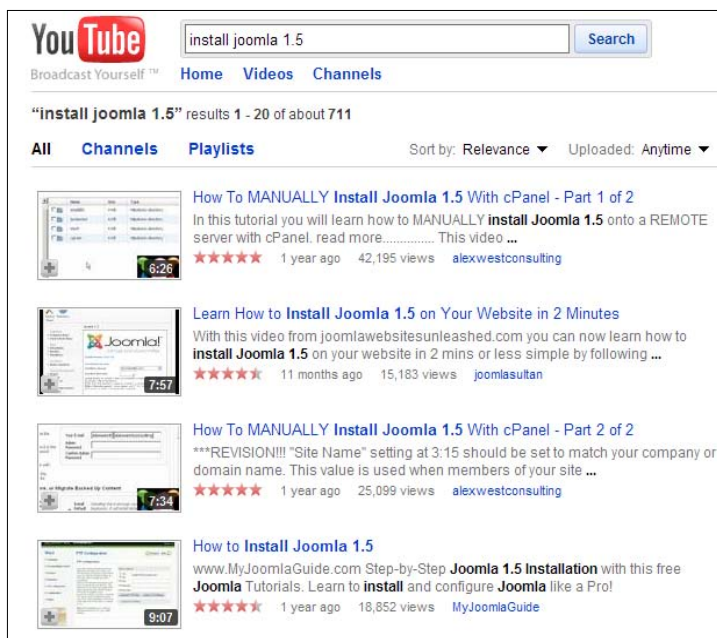 YouTube
install joomla 1.5
Search
Broadcast Yourself ™
Home Videos Channels
“install joomla 1.5” results 1 - 20 of about 711
All Channels Playlists Sort by: Relevance Uploaded: Anytime
How To MANUALLY Install Joomla 1.5 With cPanel - Part 1 of 2
In this tutorial you will learn how to MANUALLY install Joomla 1.5 onto a REMOTE
server with cPanel. read more.............. This video ...
6:26
1 year ago 42,195 views alexwestconsulting
Learn How to Install Joomla 1.5 on Your Website in 2 Minutes
With this video from joomlawebsitesunleashed.com you can now learn how to
install Joomla 1.5 on your website in 2 mins or less simple by following ...
Joomla!
7:57
11 months ago 15,183 views joomlasultan
How To MANUALLY Install Joomla 1.5 With cPanel - Part 2 of 2
***REVISION!!! "Site Name" setting at 3:15 should be set to match your company or
domain name. This value is used when members of your site ...
7:34
1 year ago 25,099 views alexwestconsulting
How to Install Joomla 1.5
www.MyJoomlaGuide.com Step-by-Step Joomla 1.5 Installation with this free
Joomla Tutorials. Learn to install and configure Joomla like a Pro!
9:07
1 year ago 18,852 views MyJoomlaGuide